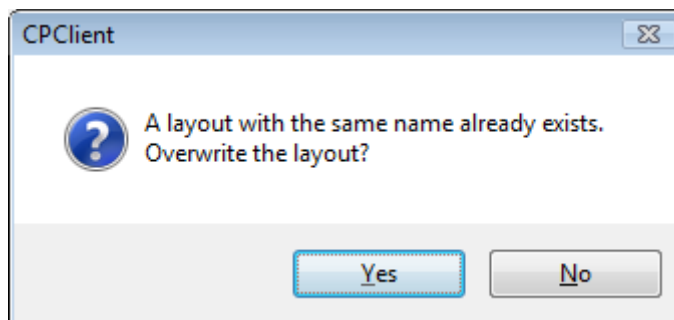 CPClient
A layout with the same name already exists.
Overwrite the layout?
Yes
No